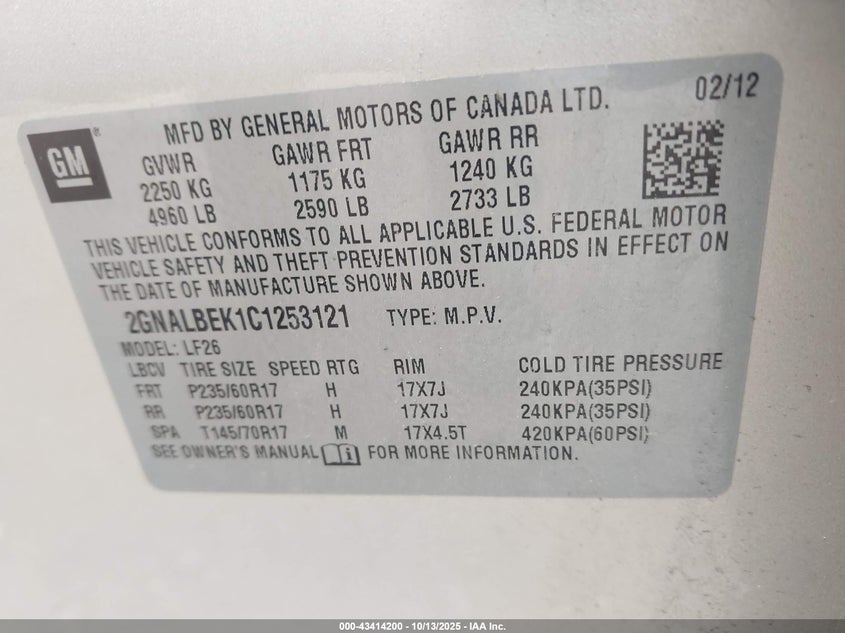 02/12
MFD BY GENERAL MOTORS OF CANADA LTD.
GM
GVWR GAWR FRT GAWR RR
2250 KG 1175 KG 1240 KG
4960 LB 2590 LB 2733 LB
THIS VEHICLE CONFORMS TO ALL APPLICABLE U.S. FEDERAL MOTOR
VEHICLE SAFETY AND THEFT PREVENTION STANDARDS IN EFFECT ON
THE DATE OF MANUFACTURE SHOWN ABOVE.
2GNALBEK1C1253121 TYPE: M.P.V.
MODEL: LF26
LBCV TIRE SIZE SPEED RTG RIM COLD TIRE PRESSURE
FRT P235/60R17 H 17X7J 240KPA(35PSI)
RR P235/60R17 H 17X7J 240KPA(35PSI)
SPA T145/70R17 M 17X4.5T 420KPA(60PSI)
SEE OWNER'S MANUAL FOR MORE INFORMATION.
000-43414200 - 10/13/2025 - IAA Inc.